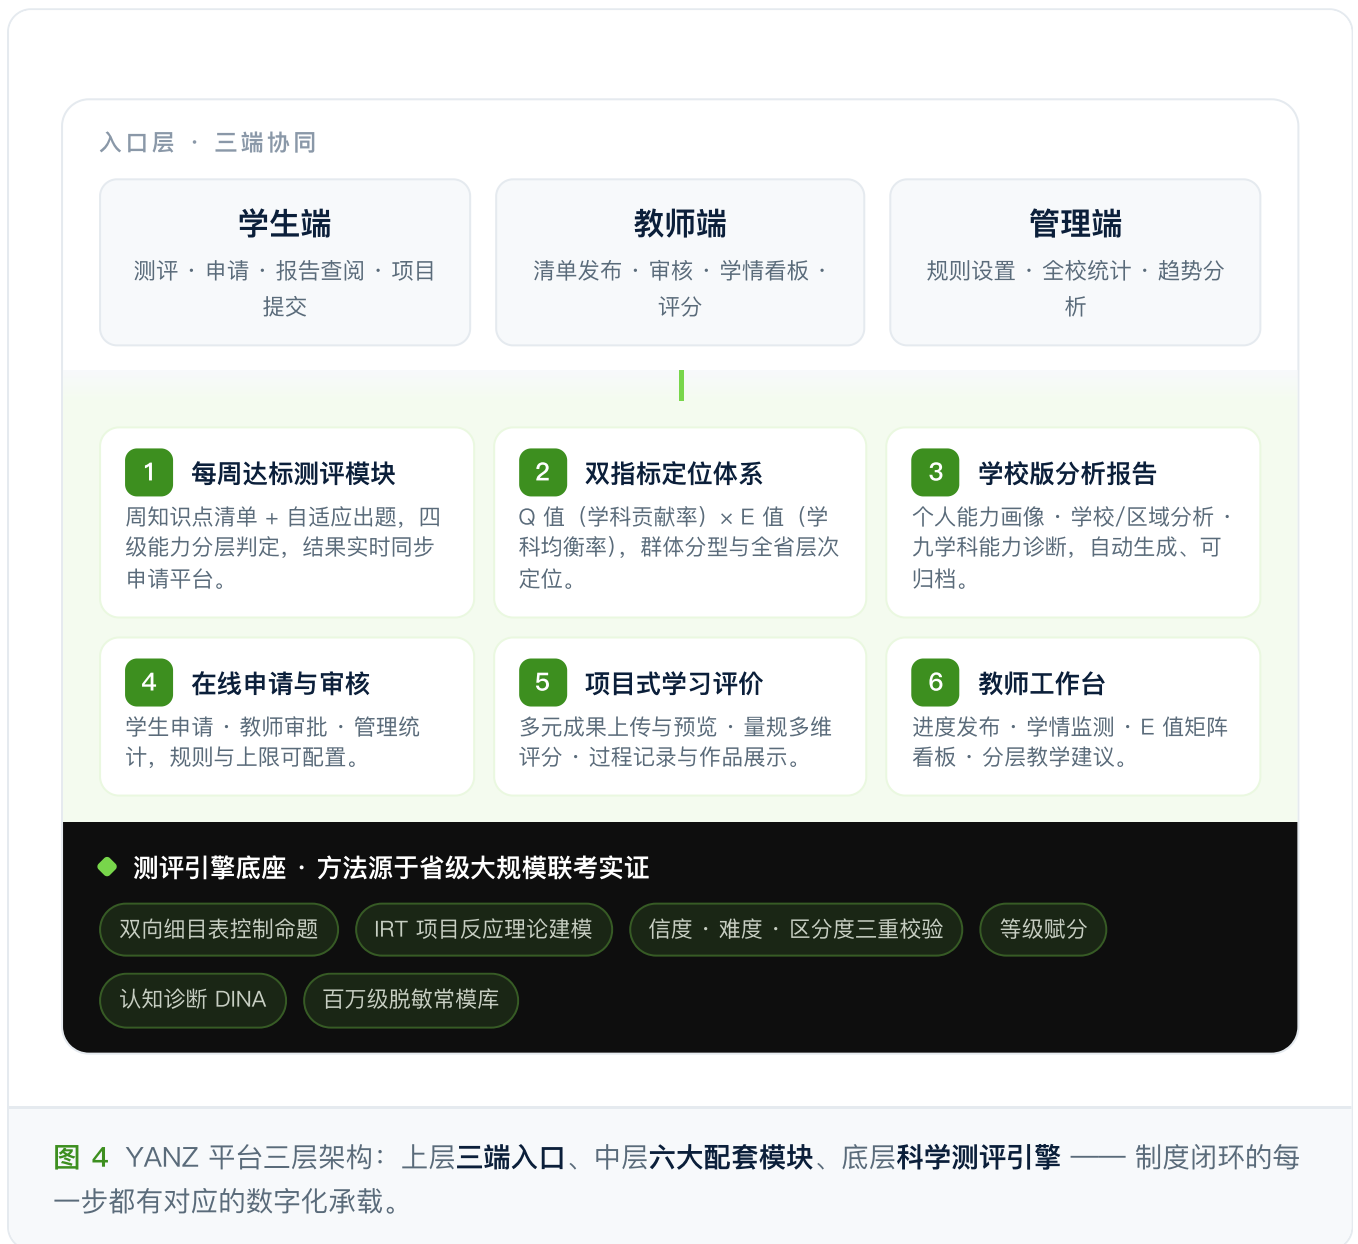 入口层 · 三端协同
学生端
测评 · 申请 · 报告查阅 · 项目
提交
教师端
清单发布 · 审核 · 学情看板 ·
评分
管理端
规则设置 · 全校统计 · 趋势分
析
1 每周达标测评模块
周知识点清单 + 自适应出题，四
级能力分层判定，结果实时同步
申请平台。
2 双指标定位体系
Q 值（学科贡献率）× E 值（学
科均衡率），群体分型与全省层次
定位。
3 学校版分析报告
个人能力画像 · 学校/区域分析 ·
九学科能力诊断，自动生成、可
归档。
4 在线申请与审核
学生申请 · 教师审批 · 管理统
计，规则与上限可配置。
5 项目式学习评价
多元成果上传与预览 · 量规多维
评分 · 过程记录与作品展示。
6 教师工作台
进度发布 · 学情监测 · E 值矩阵
看板 · 分层教学建议。
测评引擎底座 · 方法源于省级大规模联考实证
双向细目表控制命题
IRT 项目反应理论建模
信度 · 难度 · 区分度三重校验
等级赋分
认知诊断 DINA
百万级脱敏常模库
图 4 YANZ 平台三层架构：上层三端入口、中层六大配套模块、底层科学测评引擎 —— 制度闭环的每
一步都有对应的数字化承载。